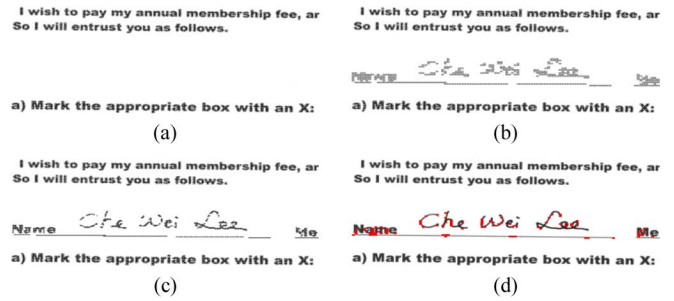 I wish to pay my annual membership fee, ar
So I will entrust you as follows.
a) Mark the appropriate box with an X:
(a)
I wish to pay my annual membership fee, ar
So I will entrust you as follows.
Name Che Wei Lee Me
a) Mark the appropriate box with an X:
(b)
I wish to pay my annual membership fee, ar
So I will entrust you as follows.
Name Che Wei Lee Me
a) Mark the appropriate box with an X:
(c)
I wish to pay my annual membership fee, ar
So I will entrust you as follows.
Name Che Wei Lee Me
a) Mark the appropriate box with an X:
(d)